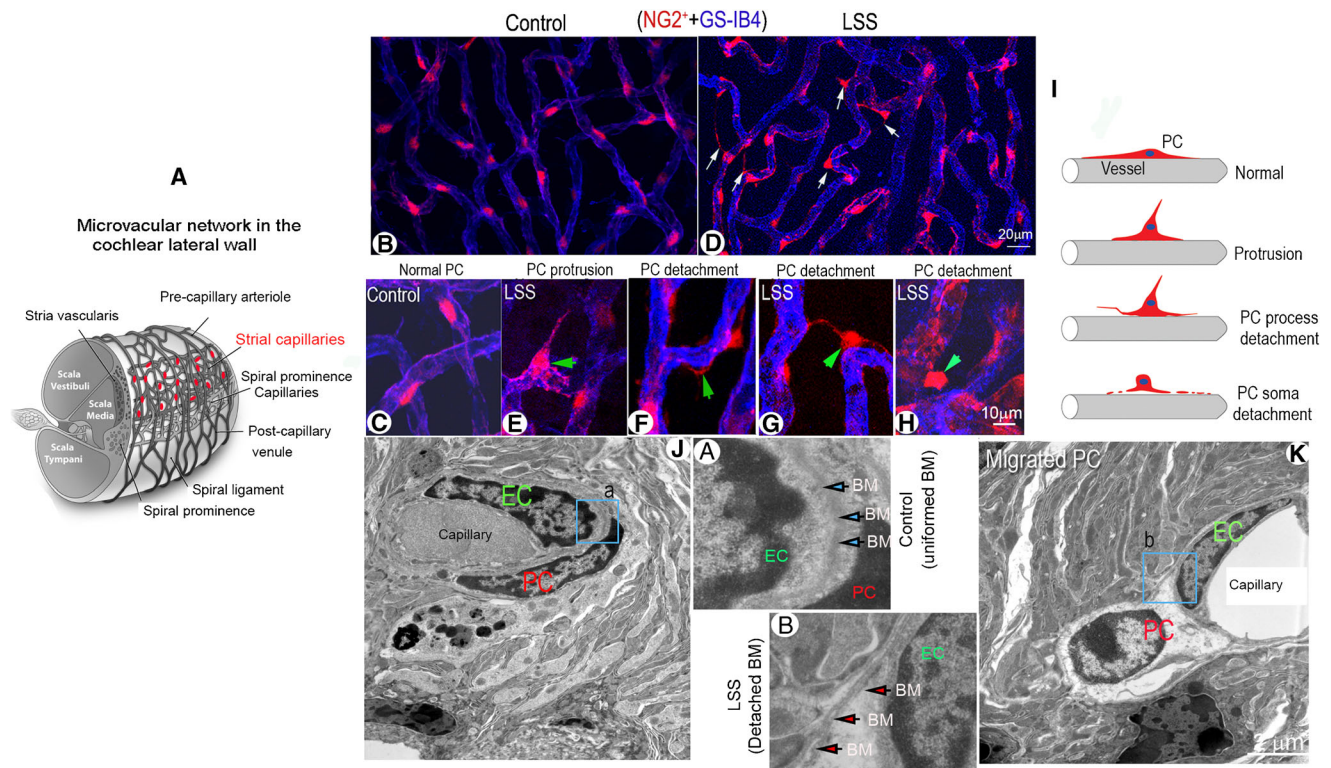 Control
(NG2⁺+GS-IB4)
LSS
B
D
20μm
A
Microvacular network in the
cochlear lateral wall
Pre-capillary arteriole
Stria vascularis
Strial capillaries
Scala
Vestibuli
Scala
Media
Scala
Tympani
Spiral prominence
Capillaries
Post-capillary
venule
Spiral ligament
Spiral prominence
Normal PC
PC protrusion
PC detachment
PC detachment
PC detachment
Control
LSS
LSS
LSS
C
E
F
G
H
10μm
I
PC
Vessel
Normal
Protrusion
PC process
detachment
PC soma
detachment
J
EC
a
Capillary
PC
A
BM
BM
BM
EC
PC
Control
(uniformed BM)
B
EC
BM
BM
BM
LSS
(Detached BM)
Migrated PC
K
EC
b
Capillary
PC
2 μm